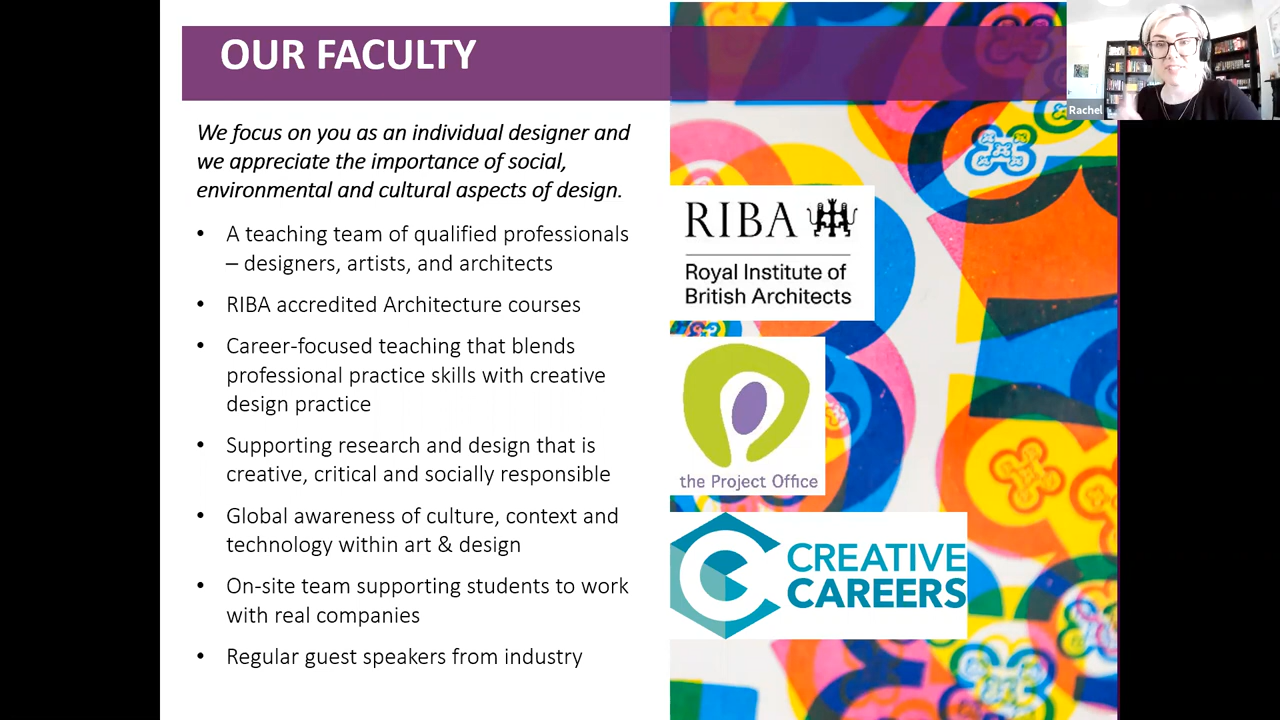 OUR FACULTY
Rachel
We focus on you as an individual designer and
we appreciate the importance of social,
environmental and cultural aspects of design.
• A teaching team of qualified professionals
– designers, artists, and architects
• RIBA accredited Architecture courses
• Career-focused teaching that blends
professional practice skills with creative
design practice
• Supporting research and design that is
creative, critical and socially responsible
• Global awareness of culture, context and
technology within art & design
• On-site team supporting students to work
with real companies
• Regular guest speakers from industry
RIBA
Royal Institute of
British Architects
the Project Office
CREATIVE
CAREERS